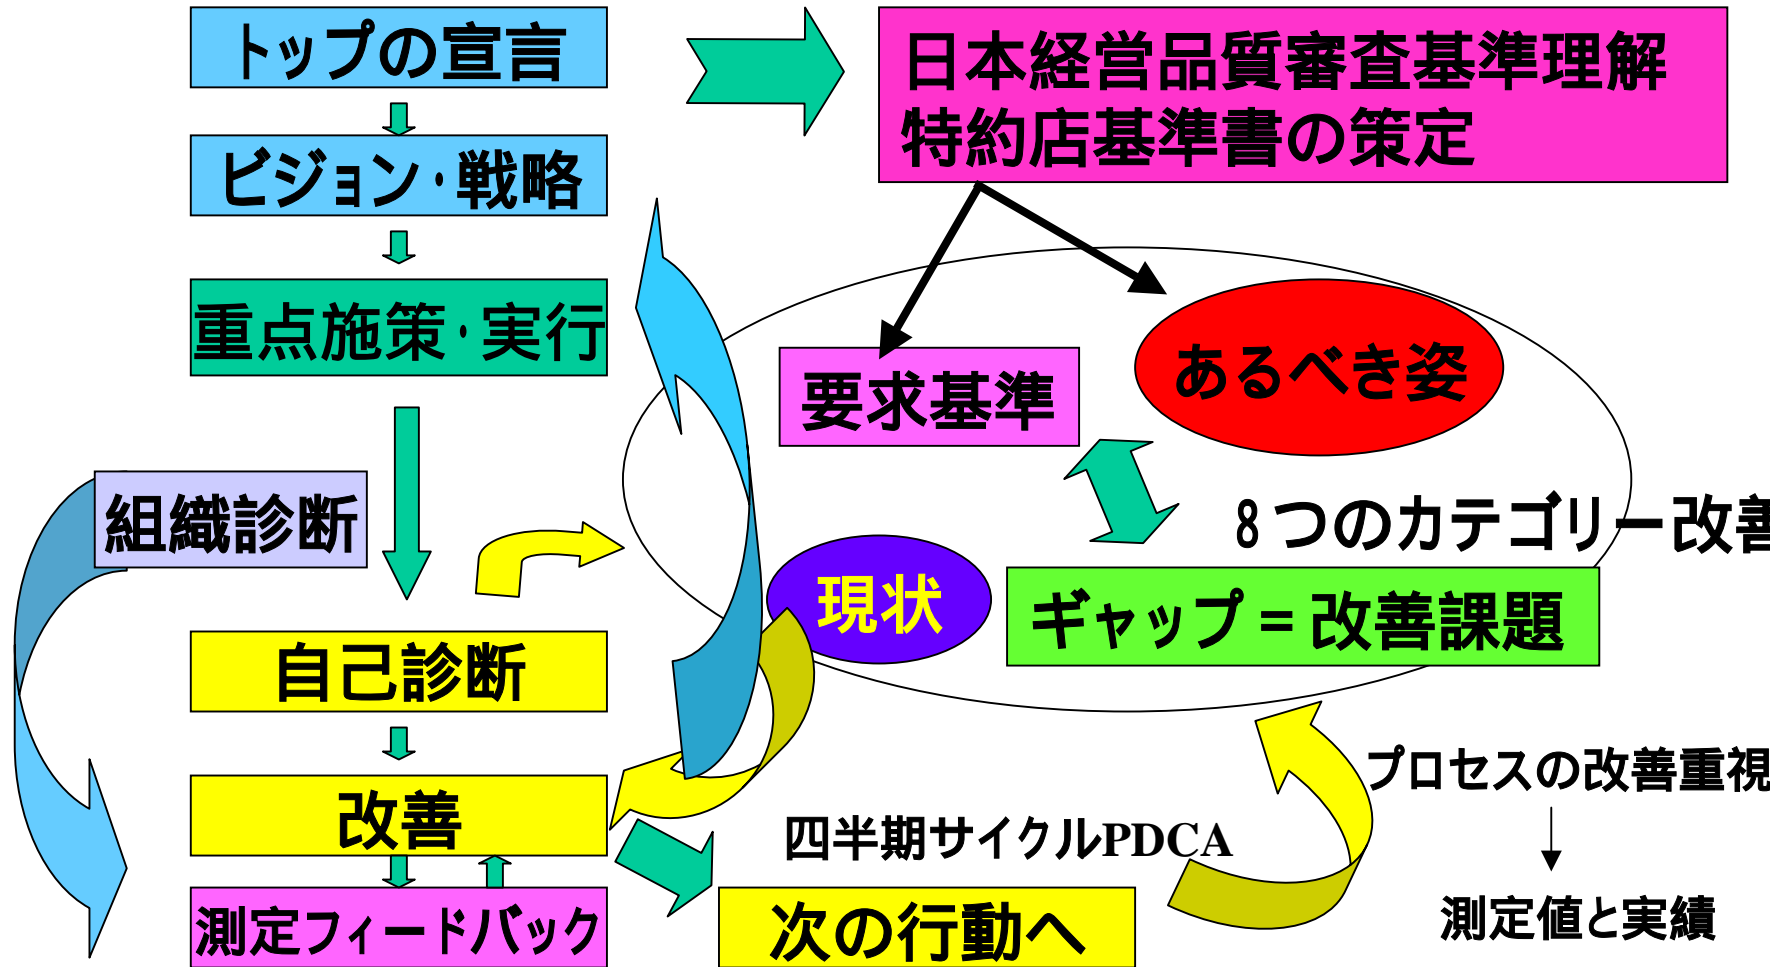 トップの宣言
日本経営品質審査基準理解
特約店基準書の策定
ビジョン・戦略
重点施策・実行
要求基準
あるべき姿
組織診断
8つのカテゴリー改善
現状
ギャップ=改善課題
自己診断
プロセスの改善重視
改善
四半期サイクルPDCA
測定フィードバック
次の行動へ
測定値と実績